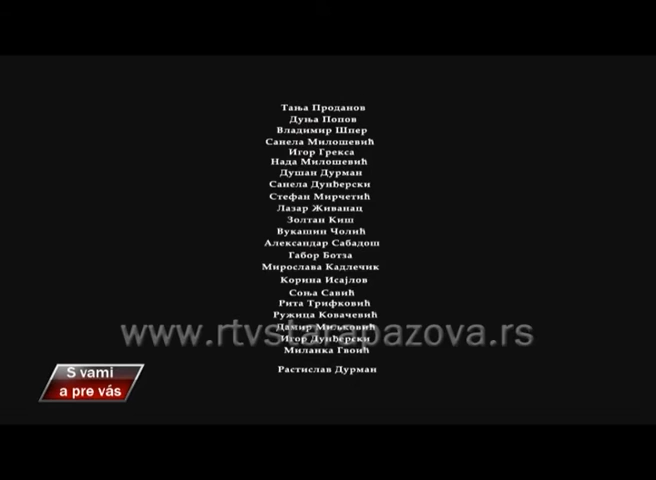 Тања Проданов
Дуња Попов
Владимир Шпер
Санела Милошевић
Игор Грекса
Нада Милошевић
Душан Дурман
Санела Дунђерски
Стефан Мирчетић
Лазар Живанац
Золтан Киш
Вукашин Чолић
Александар Сабадош
Габор Ботза
Мирослава Кадлечик
Корина Исајлов
Соња Савић
Рита Трифковић
Ружица Ковачевић
Дамир Миљковић
www.rtvstarapazova.rs
Игор Дунђерски
Миланка Гвоић
Растислав Дурман
S vami
a pre vás